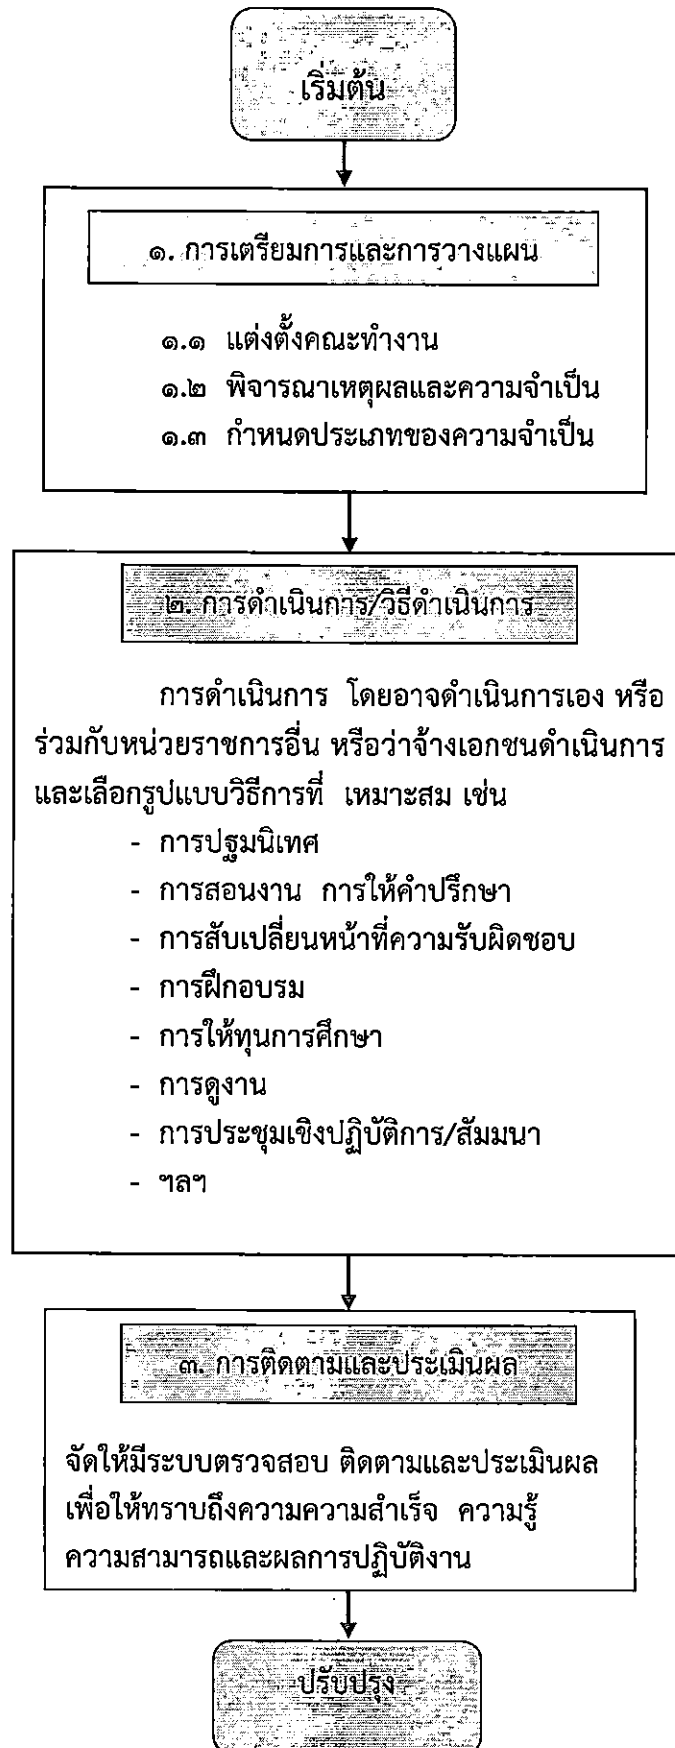 เริ่มต้น
๑. การเตรียมการและการวางแผน
๑.๑ แต่งตั้งคณะทำงาน
๑.๒ พิจารณาเหตุผลและความจำเป็น
๑.๓ กำหนดประเภทของความจำเป็น
๒. การดำเนินการ/วิธีดำเนินการ
การดำเนินการ โดยอาจดำเนินการเอง หรือ
ร่วมกับหน่วยราชการอื่น หรือว่าจ้างเอกชนดำเนินการ
และเลือกรูปแบบวิธีการที่ เหมาะสม เช่น
- การปฐมนิเทศ
- การสอนงาน การให้คำปรึกษา
- การสับเปลี่ยนหน้าที่ความรับผิดชอบ
- การฝึกอบรม
- การให้ทุนการศึกษา
- การดูงาน
- การประชุมเชิงปฏิบัติการ/สัมมนา
- ฯลฯ
๓. การติดตามและประเมินผล
จัดให้มีระบบตรวจสอบ ติดตามและประเมินผล
เพื่อให้ทราบถึงความความสำเร็จ ความรู้
ความสามารถและผลการปฏิบัติงาน
ปรับปรุง